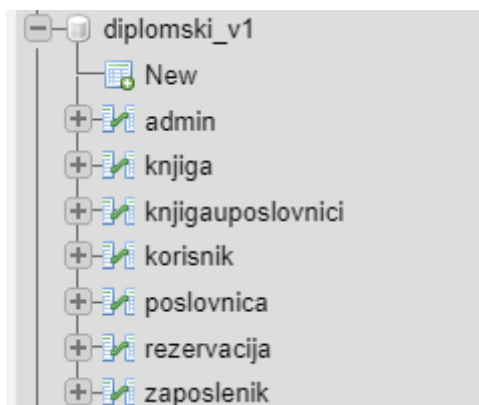 diplomski_v1
New
admin
knjiga
knjigauposlovnici
korisnik
poslovnica
rezervacija
zaposlenik